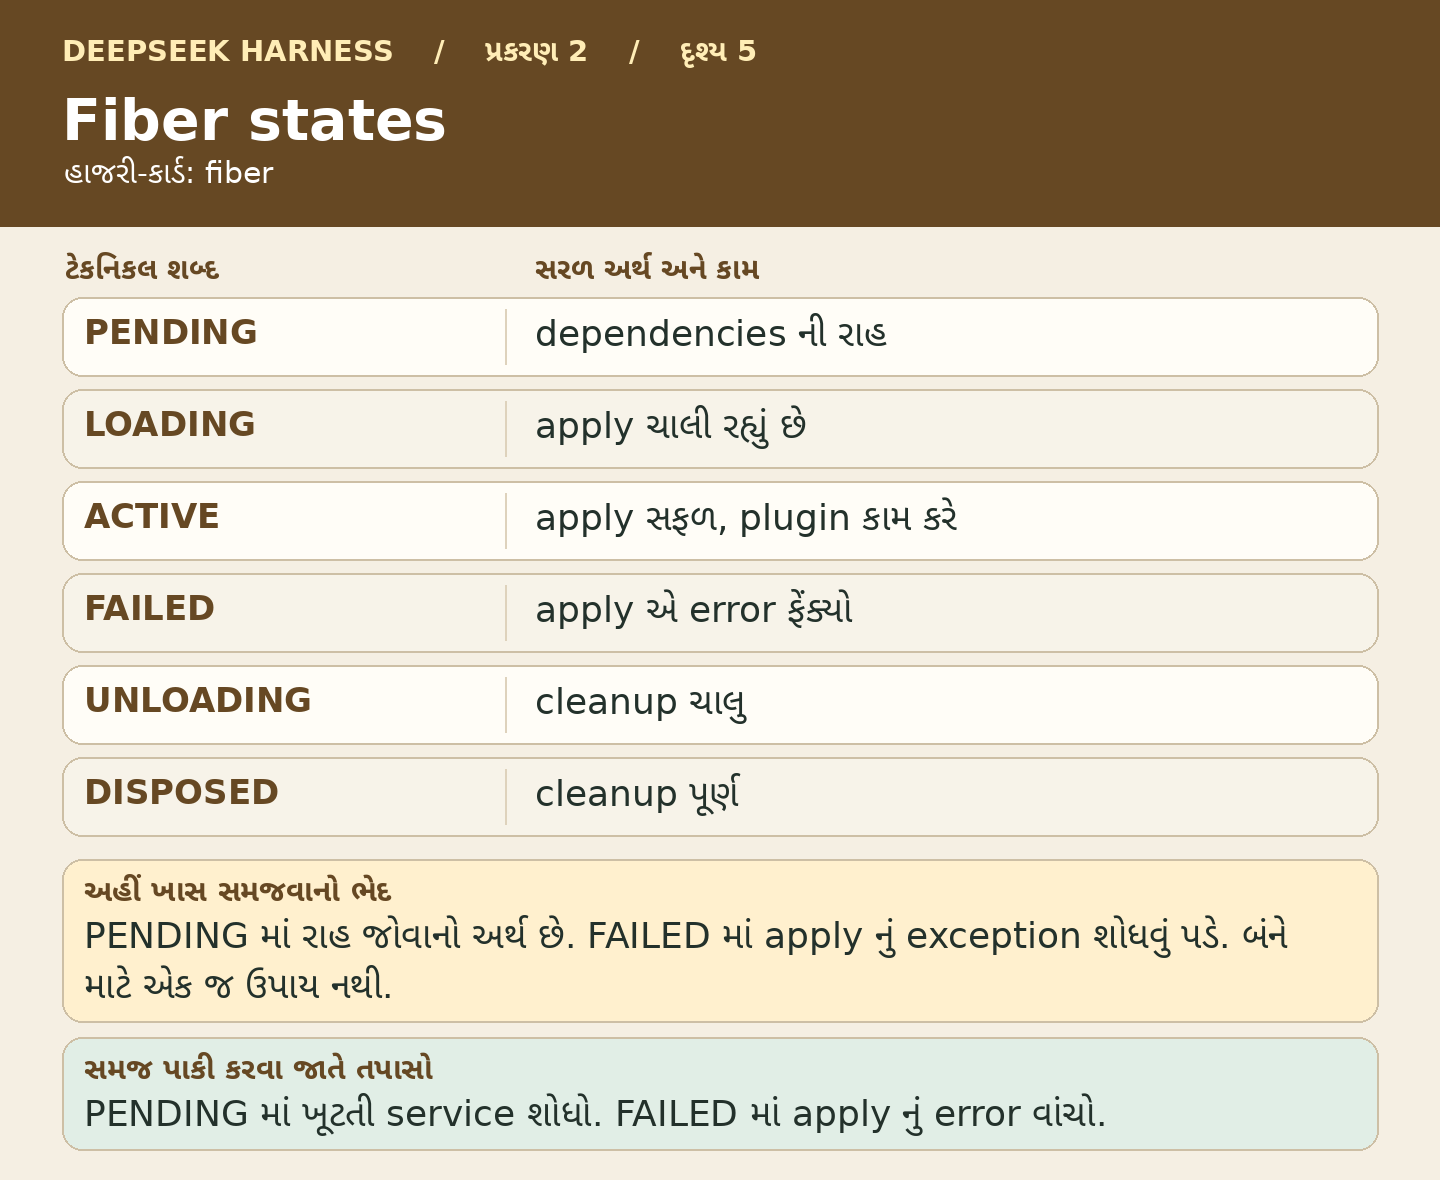 DEEPSEEK HARNESS / પ્રકરણ 2 / દૃશ્ય 5
Fiber states
હાજરી-કાર્ડ: fiber
ટેકનિકલ શબ્દ સરળ અર્થ અને કામ
PENDING dependencies ની રાહ
LOADING apply ચાલી રહ્યું છે
ACTIVE apply સફળ, plugin કામ કરે
FAILED apply એ error ફેંક્યો
UNLOADING cleanup ચાલુ
DISPOSED cleanup પૂર્ણ
અહીં ખાસ સમજવાનો ભેદ
PENDING માં રાહ જોવાનો અર્થ છે. FAILED માં apply નું exception શોધવું પડે. બંને
માટે એક જ ઉપાય નથી.
સમજ પાકી કરવા જાતે તપાસો
PENDING માં ખૂટતી service શોધો. FAILED માં apply નું error વાંચો.